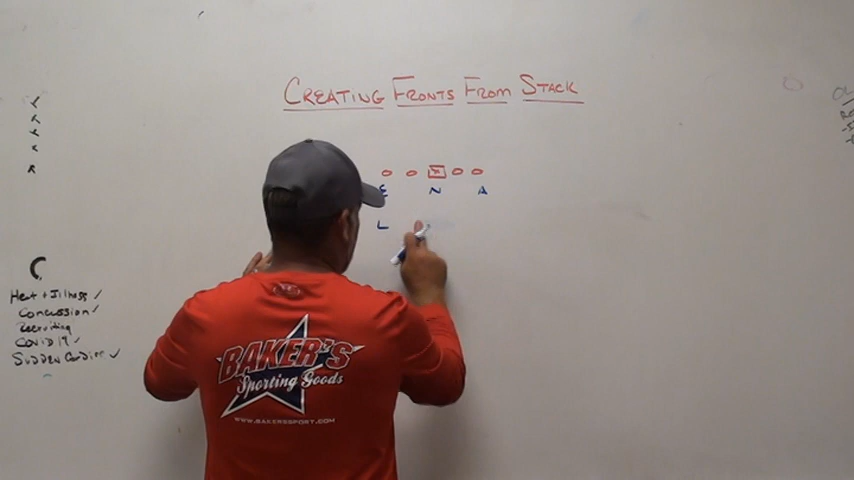 CREATING FRONTS FROM STACK
O O X O O
E N A
L
C
Heat + Illness ✓
Concussion ✓
Recruiting
COVID 19 ✓
SUDDEN CARDIAC ✓
BAKER'S
Sporting Goods
WWW.BAKERSSPORT.COM